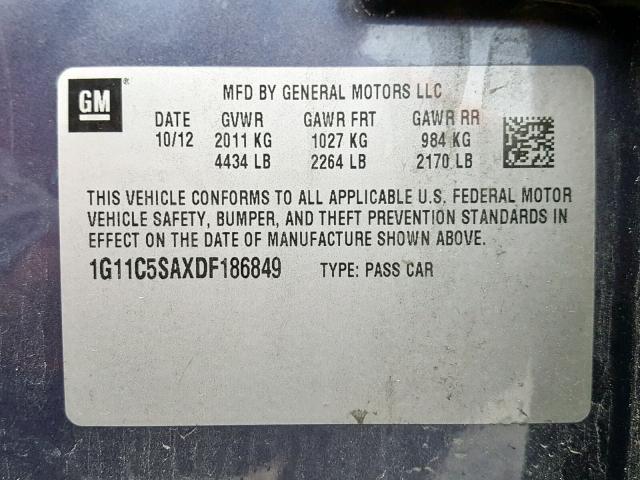 GM®
MFD BY GENERAL MOTORS LLC
DATE GVWR GAWR FRT GAWR RR
10/12 2011 KG 1027 KG 984 KG
4434 LB 2264 LB 2170 LB
THIS VEHICLE CONFORMS TO ALL APPLICABLE U.S. FEDERAL MOTOR
VEHICLE SAFETY, BUMPER, AND THEFT PREVENTION STANDARDS IN
EFFECT ON THE DATE OF MANUFACTURE SHOWN ABOVE.
1G11C5SAXDF186849 TYPE: PASS CAR